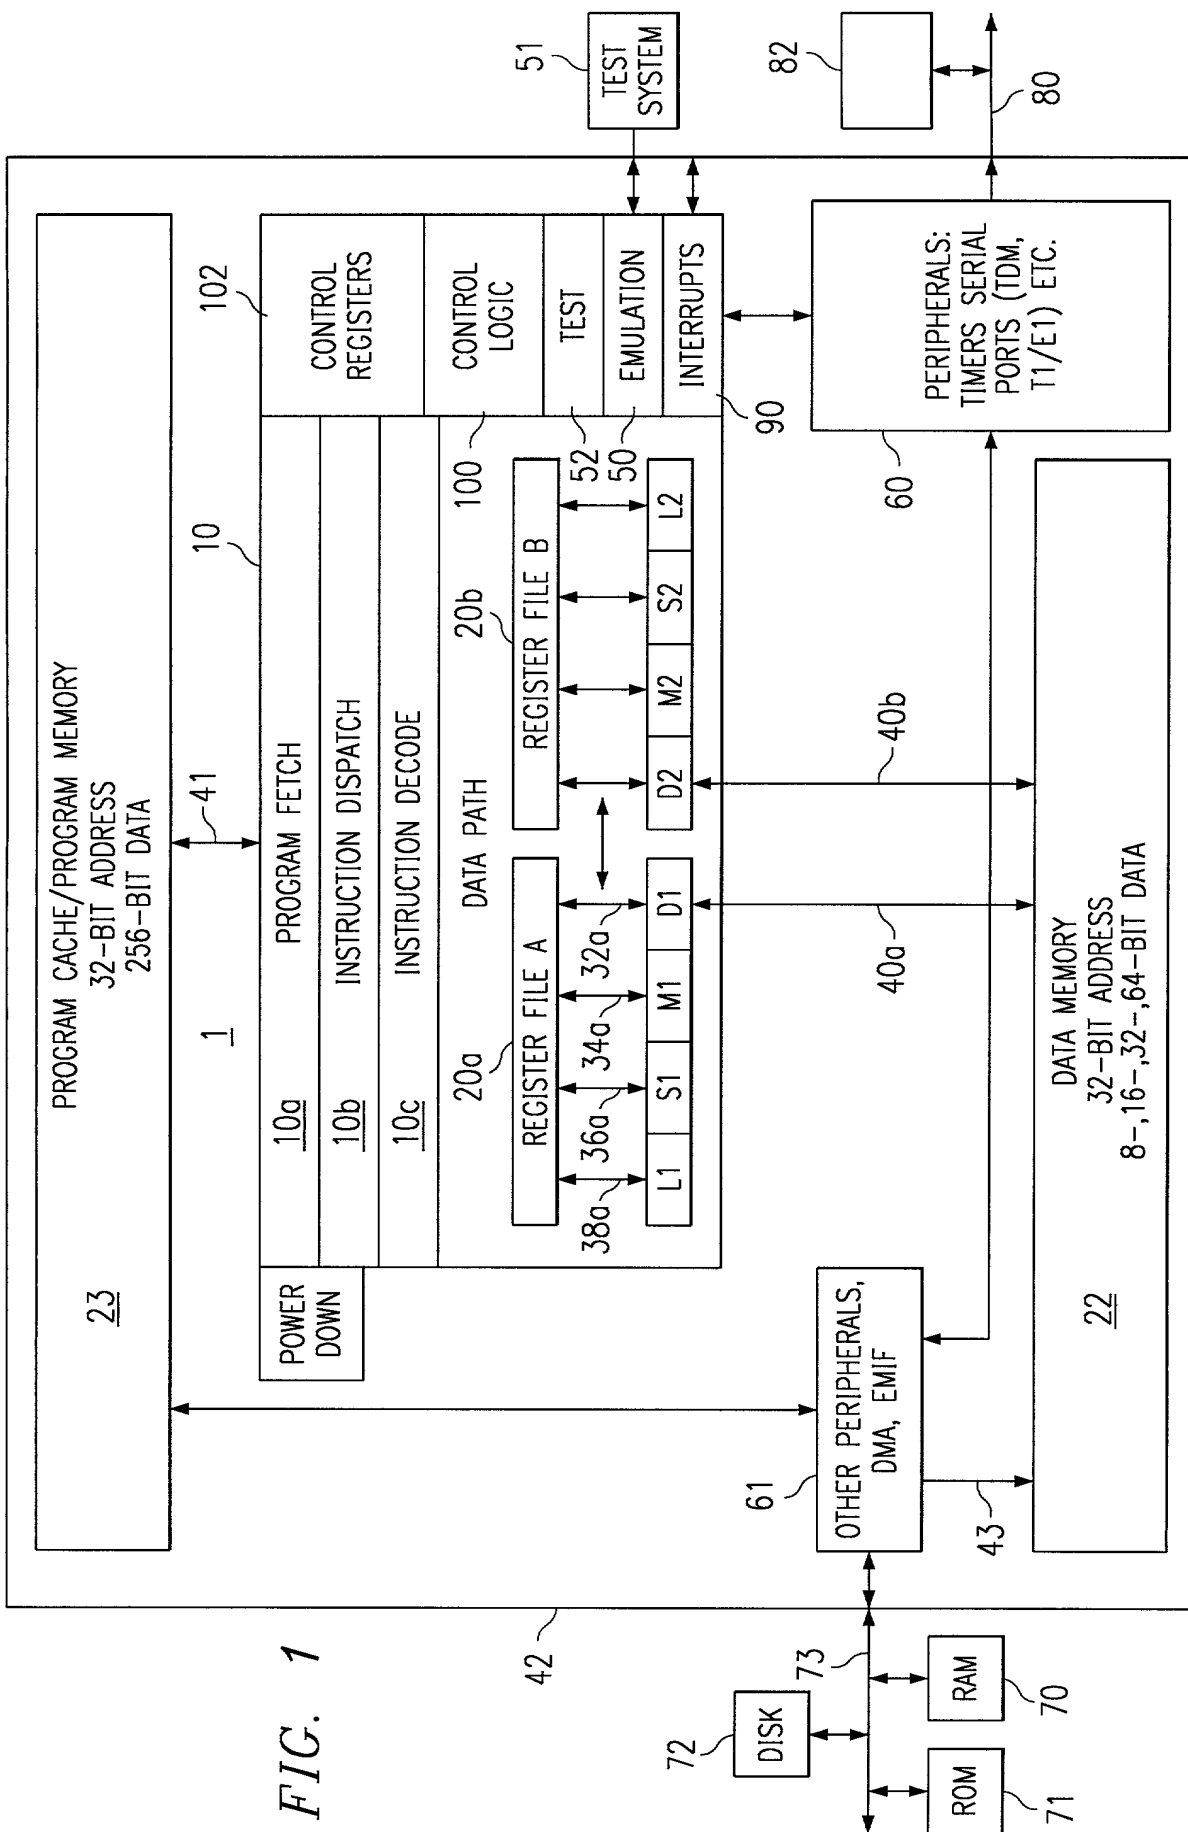 FIG. 1
PROGRAM CACHE/PROGRAM MEMORY
32-BIT ADDRESS
256-BIT DATA
23
1
41
10
102
POWER
DOWN
10a
PROGRAM FETCH
10b
INSTRUCTION DISPATCH
10c
INSTRUCTION DECODE
CONTROL
REGISTERS
CONTROL
LOGIC
TEST
EMULATION
INTERRUPTS
100
52
50
90
DATA PATH
20a
REGISTER FILE A
20b
REGISTER FILE B
38a
36a
34a
32a
L1
S1
M1
D1
D2
M2
S2
L2
51
TEST
SYSTEM
82
80
42
72
DISK
73
ROM
71
RAM
70
61
OTHER PERIPHERALS,
DMA, EMIF
43
40a
40b
60
PERIPHERALS:
TIMERS SERIAL
PORTS (TDM,
T1/E1) ETC.
DATA MEMORY
32-BIT ADDRESS
8-,16-,32-,64-BIT DATA
22